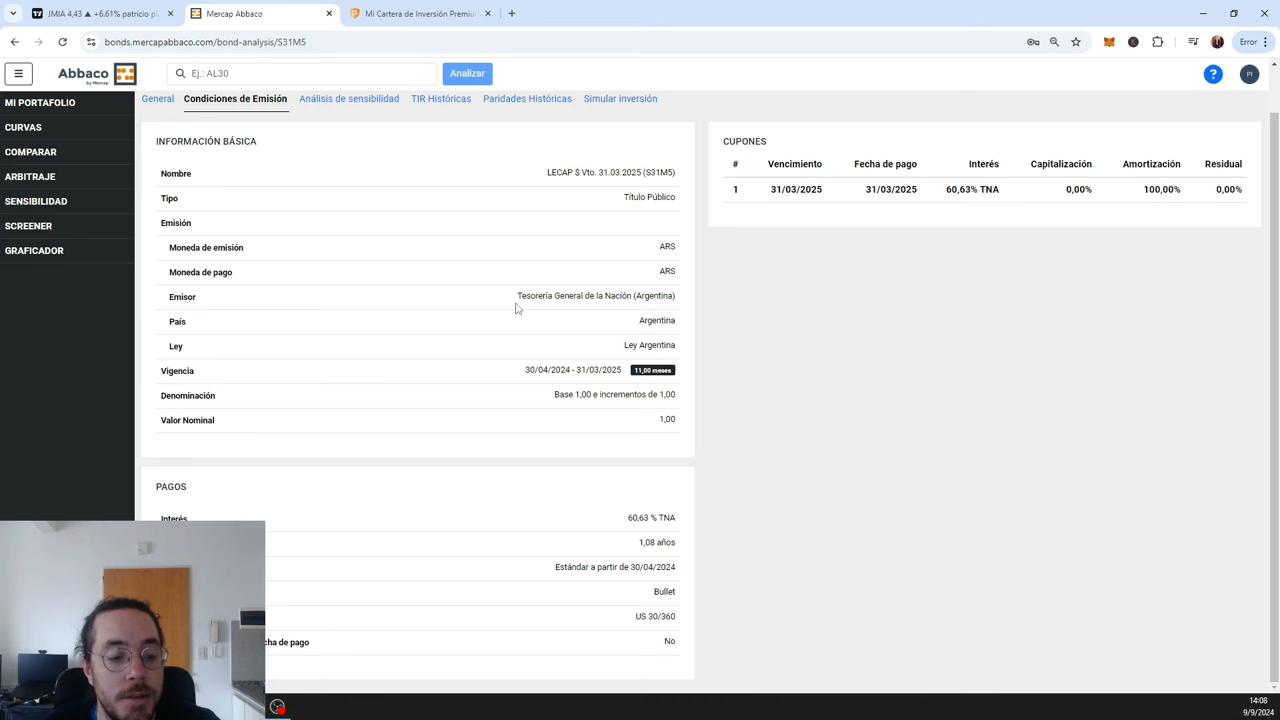 JMIA 4,43 ▲ +6.61% patricio p
Mercap Abbaco
Mi Cartera de Inversión Premiu
bonds.mercapabbaco.com/bond-analysis/S31M5
Error
Abbaco
by Mercap
Ej.: AL30
Analizar
?
PI
MI PORTAFOLIO
CURVAS
COMPARAR
ARBITRAJE
SENSIBILIDAD
SCREENER
GRAFICADOR
General Condiciones de Emisión Análisis de sensibilidad TIR Históricas Paridades Históricas Simular inversión
INFORMACIÓN BÁSICA
Nombre LECAP $ Vto. 31.03.2025 (S31M5)
Tipo Título Público
Emisión
Moneda de emisión ARS
Moneda de pago ARS
Emisor Tesorería General de la Nación (Argentina)
País Argentina
Ley Ley Argentina
Vigencia 30/04/2024 - 31/03/2025 11,00 meses
Denominación Base 1,00 e incrementos de 1,00
Valor Nominal 1,00
CUPONES
# Vencimiento Fecha de pago Interés Capitalización Amortización Residual
1 31/03/2025 31/03/2025 60,63% TNA 0,00% 100,00% 0,00%
PAGOS
Interés 60,63 % TNA
1,08 años
Estándar a partir de 30/04/2024
Bullet
US 30/360
cha de pago No
14:08
9/9/2024